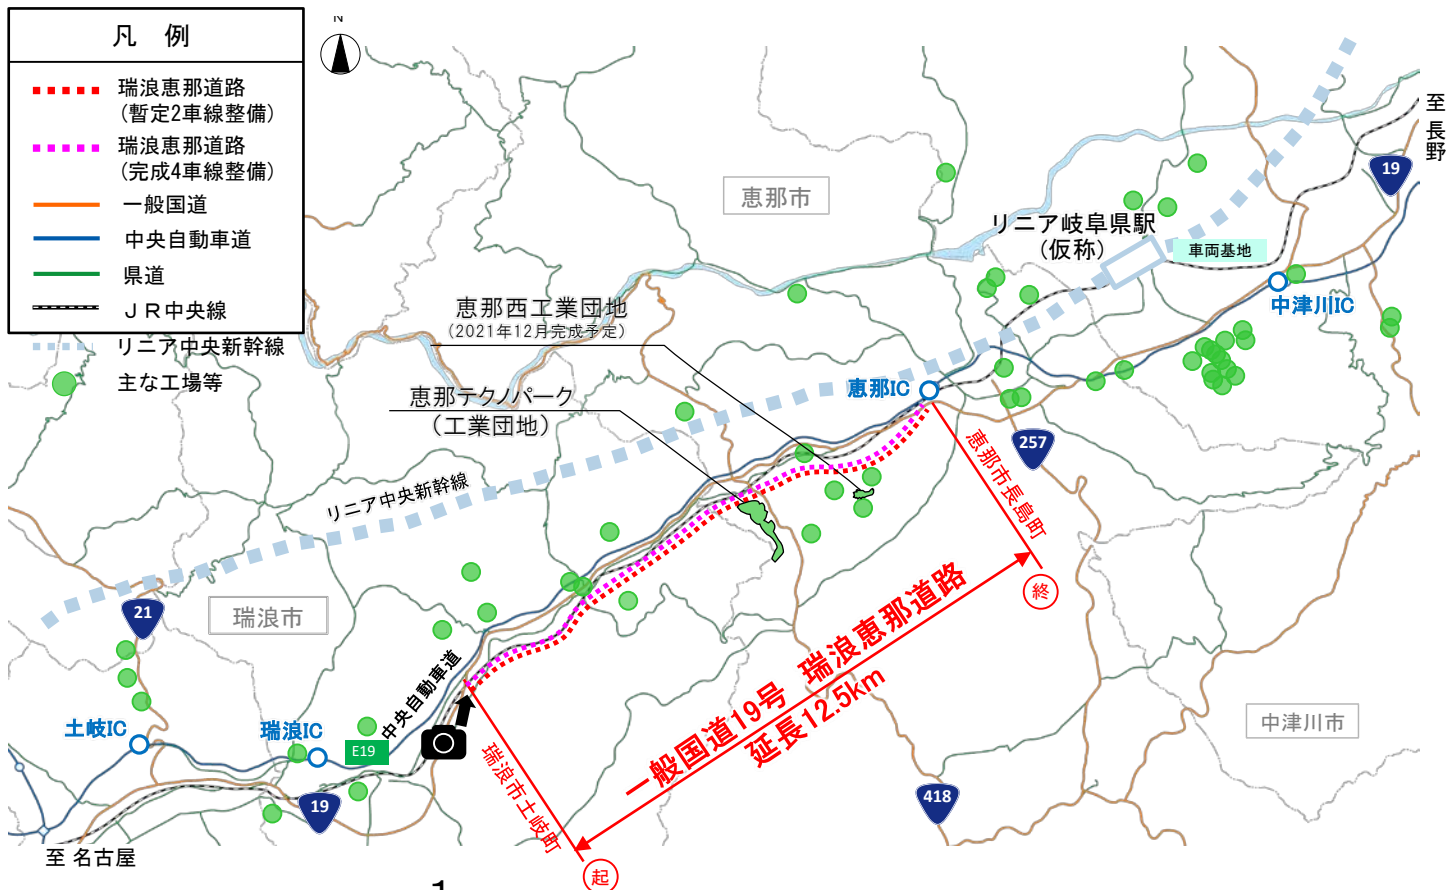 凡 例
瑞浪恵那道路
(暫定2車線整備)
瑞浪恵那道路
(完成4車線整備)
一般国道
中央自動車道
県道
JR中央線
リニア中央新幹線
主な工場等
N
至
長
野
19
恵那市
リニア岐阜県駅
(仮称)
車両基地
中津川IC
恵那西工業団地
(2021年12月完成予定)
恵那テクノパーク
(工業団地)
恵那IC
257
恵那市長島町
終
リニア中央新幹線
21
瑞浪市
中央自動車道
一般国道19号 瑞浪恵那道路
延長12.5km
中津川市
土岐IC
瑞浪IC
E19
瑞浪市土岐町
19
418
至 名古屋
起